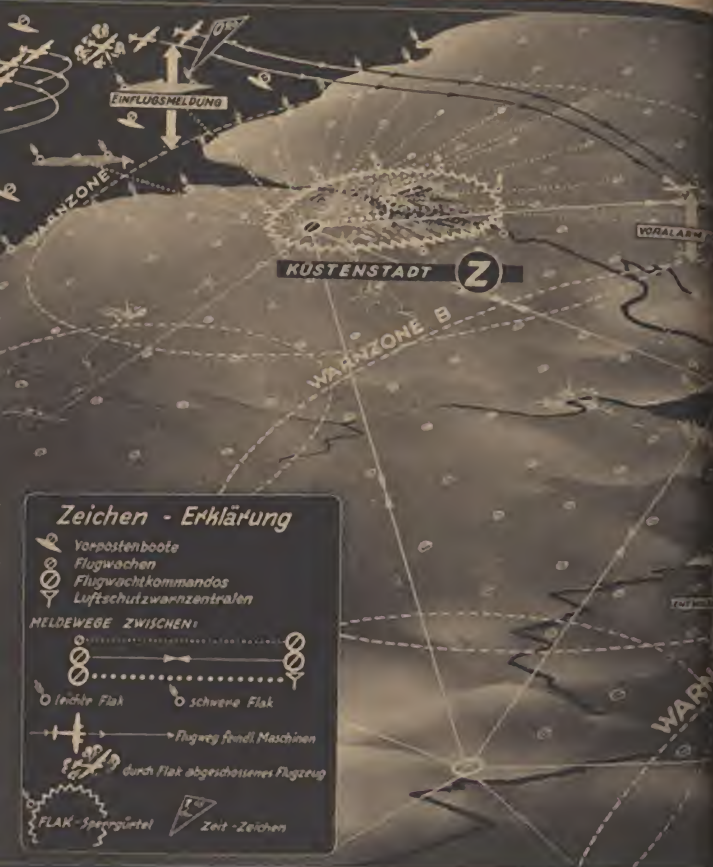 EINFLUGSMELDUNG
WARNZONE A
VORALARM
KÜSTENSTADT Z
WARNZONE B
Zeichen - Erklärung
Vorpostenboote
Flugwachen
Flugwachtkommandos
Luftschutzwarnzentralen
MELDEWEGE ZWISCHEN:
leichte Flak
schwere Flak
Flugweg feindl. Maschinen
durch Flak abgeschossenes Flugzeug
FLAK-Sperrgürtel
Zeit-Zeichen
WARN